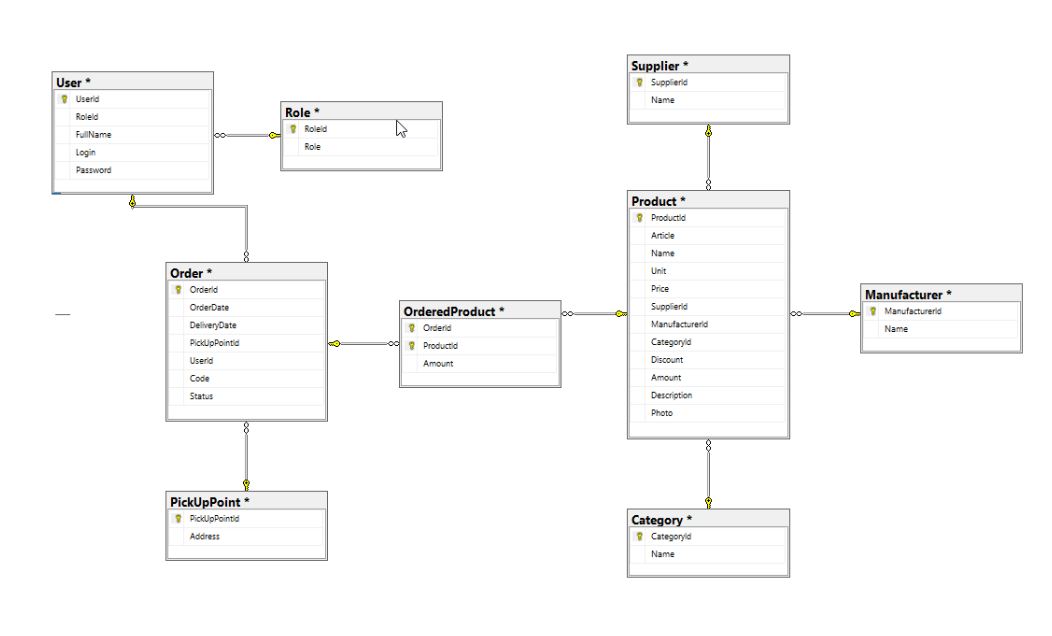 User *
UserId
RoleId
FullName
Login
Password
Role *
RoleId
Role
Supplier *
SupplierId
Name
Order *
OrderId
OrderDate
DeliveryDate
PickUpPointId
UserId
Code
Status
OrderedProduct *
OrderId
ProductId
Amount
Product *
ProductId
Article
Name
Unit
Price
SupplierId
ManufacturerId
CategoryId
Discount
Amount
Description
Photo
Manufacturer *
ManufacturerId
Name
PickUpPoint *
PickUpPointId
Address
Category *
CategoryId
Name